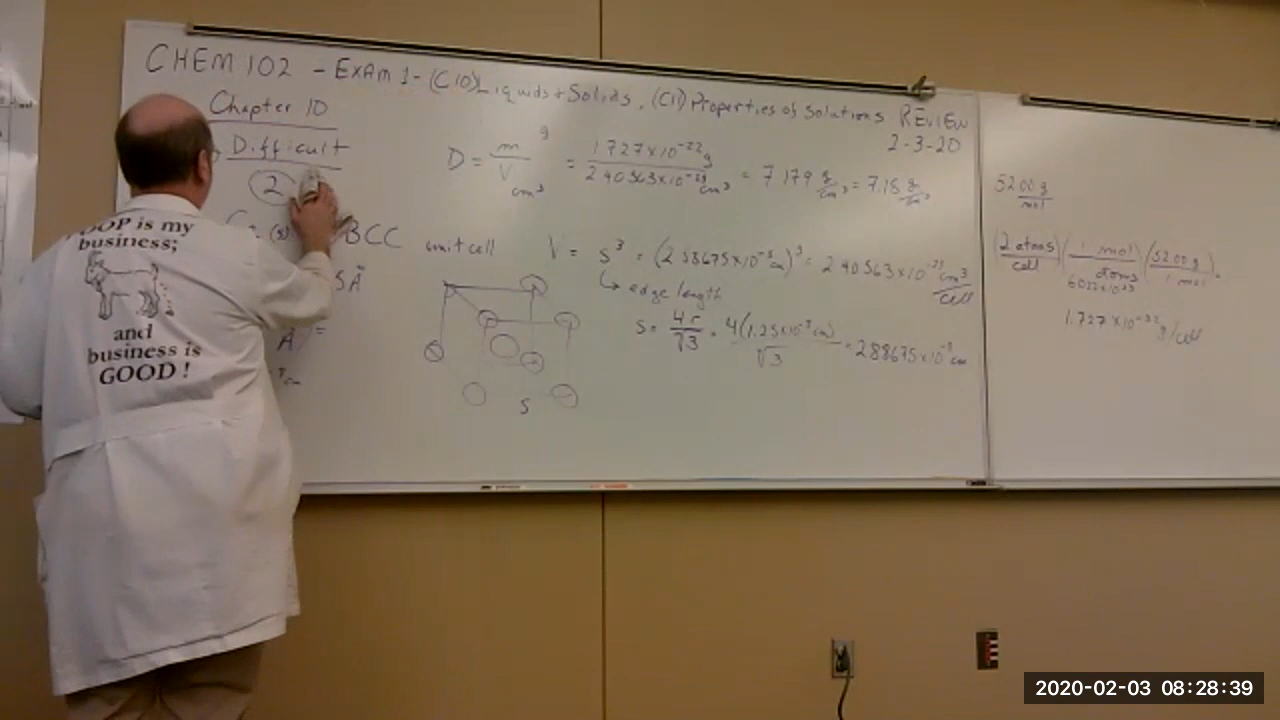 CHEM 102 - EXAM 1 - (C10) Liquids + Solids, (C11) Properties of Solutions REVIEW
2-3-20
Chapter 10
Difficult
2
(s) BCC unit cell
Å
Å =
cm
D = m g / V cm³ = 1.727x10⁻²² g / 2.40563x10⁻²³ cm³ = 7.179 g/cm³ = 7.18 g/cm³
V = s³ = (2.88675x10⁻⁸ cm)³ = 2.40563x10⁻²³ cm³/cell
↳ edge length
s = 4r/√3 = 4(1.25x10⁻⁸ cm)/√3 = 2.88675x10⁻⁸ cm
s
52.00 g/mol
(2 atoms/cell)(1 mol/6.022x10²³ atoms)(52.00 g/1 mol) =
1.727x10⁻²² g/cell
POOP is my
business;
and
business is
GOOD!
2020-02-03 08:28:39